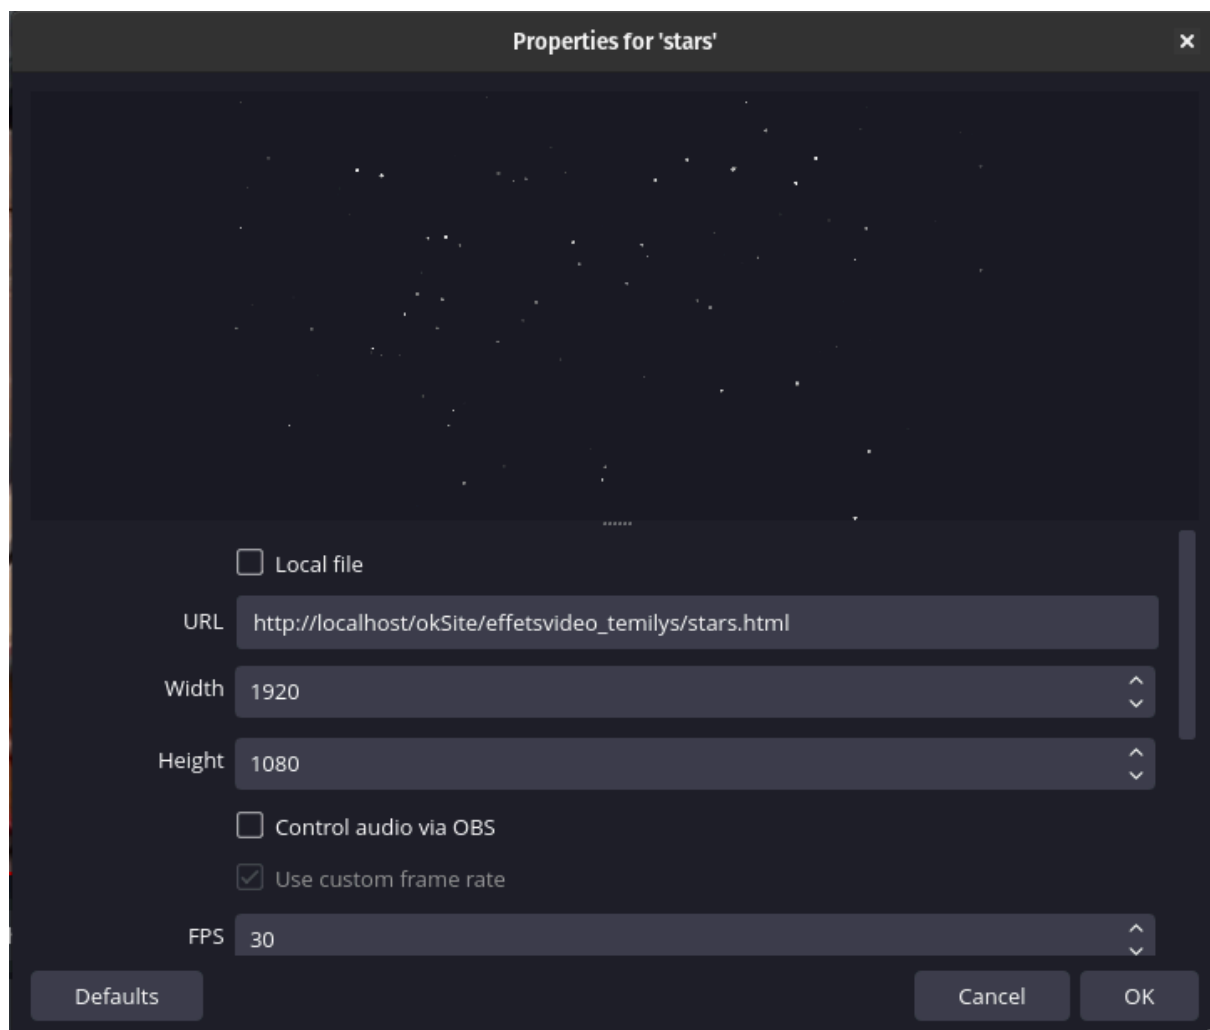 Properties for 'stars'
Local file
URL http://localhost/okSite/effetsvideo_temilys/stars.html
Width 1920
Height 1080
Control audio via OBS
Use custom frame rate
FPS 30
Defaults Cancel OK